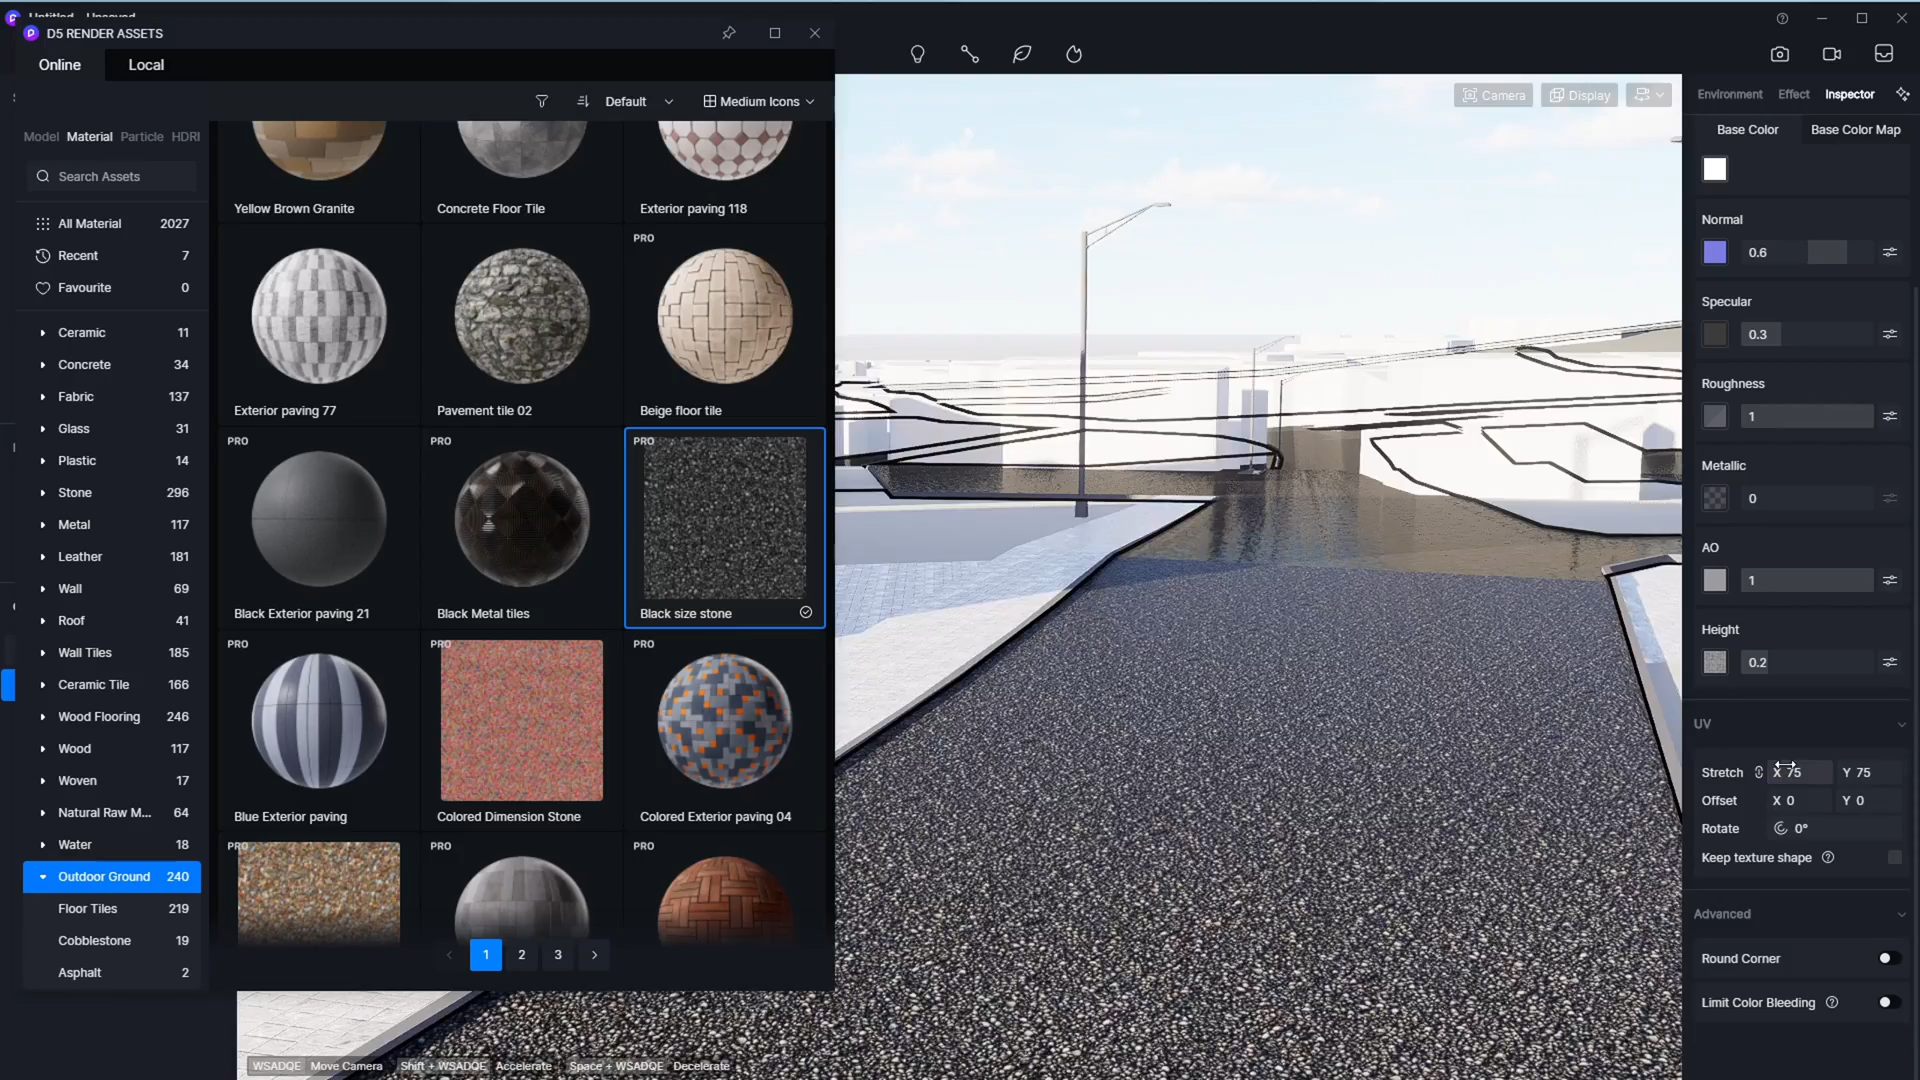 Untitled - Unsaved
D5 RENDER ASSETS
Online
Local
Default
Medium Icons
Model
Material
Particle
HDRI
Search Assets
All Material 2027
Recent 7
Favourite 0
Ceramic 11
Concrete 34
Fabric 137
Glass 31
Plastic 14
Stone 296
Metal 117
Leather 181
Wall 69
Roof 41
Wall Tiles 185
Ceramic Tile 166
Wood Flooring 246
Wood 117
Woven 17
Natural Raw M... 64
Water 18
Outdoor Ground 240
Floor Tiles 219
Cobblestone 19
Asphalt 2
Yellow Brown Granite
Concrete Floor Tile
Exterior paving 118
Exterior paving 77
Pavement tile 02
PRO
Beige floor tile
PRO
Black Exterior paving 21
PRO
Black Metal tiles
PRO
Black size stone
PRO
Blue Exterior paving
PRO
Colored Dimension Stone
PRO
Colored Exterior paving 04
PRO
PRO
PRO
1
2
3
Camera
Display
WSADQE Move Camera Shift + WSADQE Accelerate Space + WSADQE Decelerate
Environment
Effect
Inspector
Base Color
Base Color Map
Normal
0.6
Specular
0.3
Roughness
1
Metallic
0
AO
1
Height
0.2
UV
Stretch X 75 Y 75
Offset X 0 Y 0
Rotate 0°
Keep texture shape
Advanced
Round Corner
Limit Color Bleeding